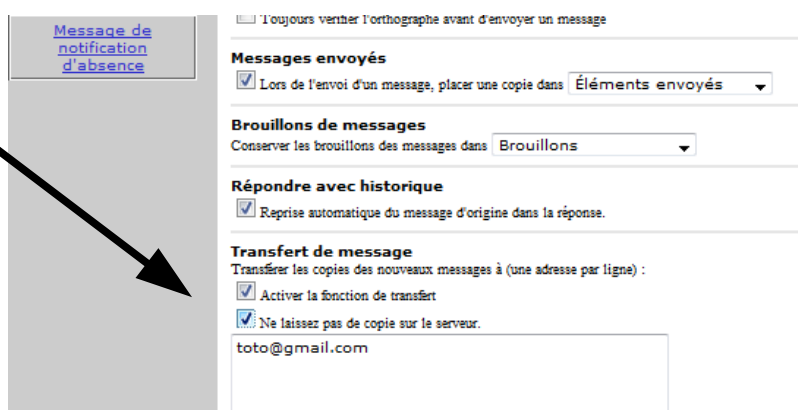 Toujours vérifier l'orthographe avant d'envoyer un message
Message de
notification
d'absence
Messages envoyés
Lors de l'envoi d'un message, placer une copie dans Éléments envoyés
Brouillons de messages
Conserver les brouillons des messages dans Brouillons
Répondre avec historique
Reprise automatique du message d'origine dans la réponse.
Transfert de message
Transférer les copies des nouveaux messages à (une adresse par ligne) :
Activer la fonction de transfert
Ne laissez pas de copie sur le serveur.
toto@gmail.com